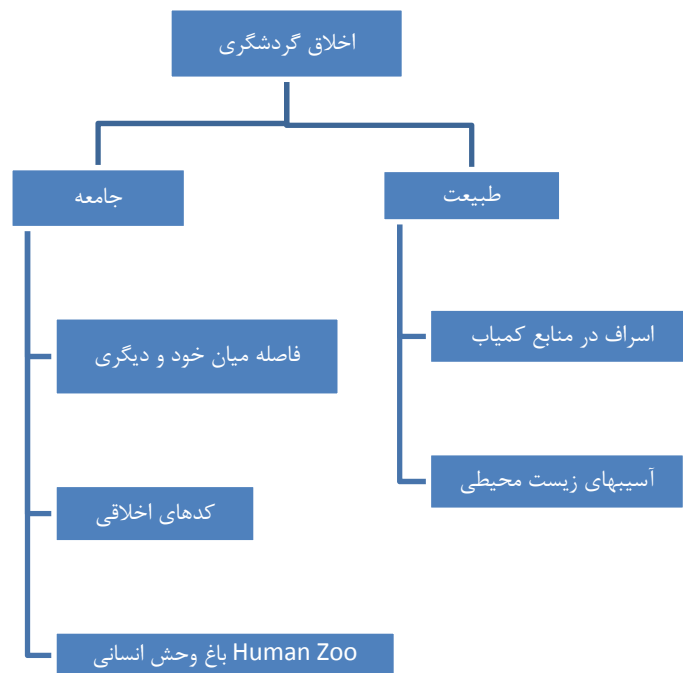 اخلاق گردشگری
طبیعت
اسراف در منابع کمیاب
آسیبهای زیست محیطی
جامعه
فاصله میان خود و دیگری
کدهای اخلاقی
باغ وحش انسانی Human Zoo